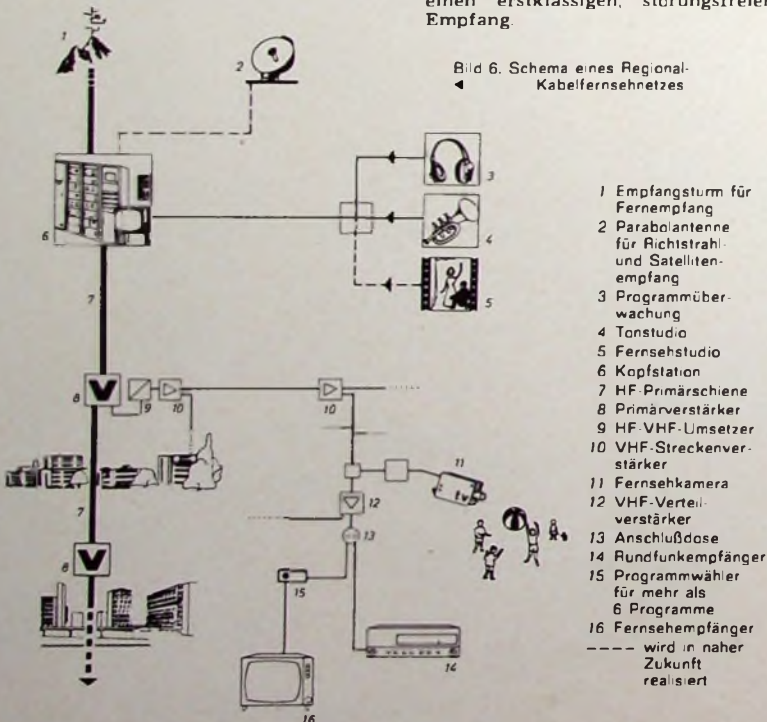 einen erstklassigen, störungsfreien
Empfang.
Bild 6. Schema eines Regional-
◄ Kabelfernsehnetzes
1
2
3
4
5
6
7
V
8
9
10
10
11
tv
12
13
7
V
8
15
14
16
1 Empfangsturm für
Fernempfang
2 Parabolantenne
für Richtstrahl-
und Satelliten-
empfang
3 Programmüber-
wachung
4 Tonstudio
5 Fernsehstudio
6 Kopfstation
7 HF-Primärschiene
8 Primärverstärker
9 HF-VHF-Umsetzer
10 VHF-Streckenver-
stärker
11 Fernsehkamera
12 VHF-Verteil-
verstärker
13 Anschlußdose
14 Rundfunkempfänger
15 Programmwähler
für mehr als
6 Programme
16 Fernsehempfänger
---- wird in naher
Zukunft
realisiert